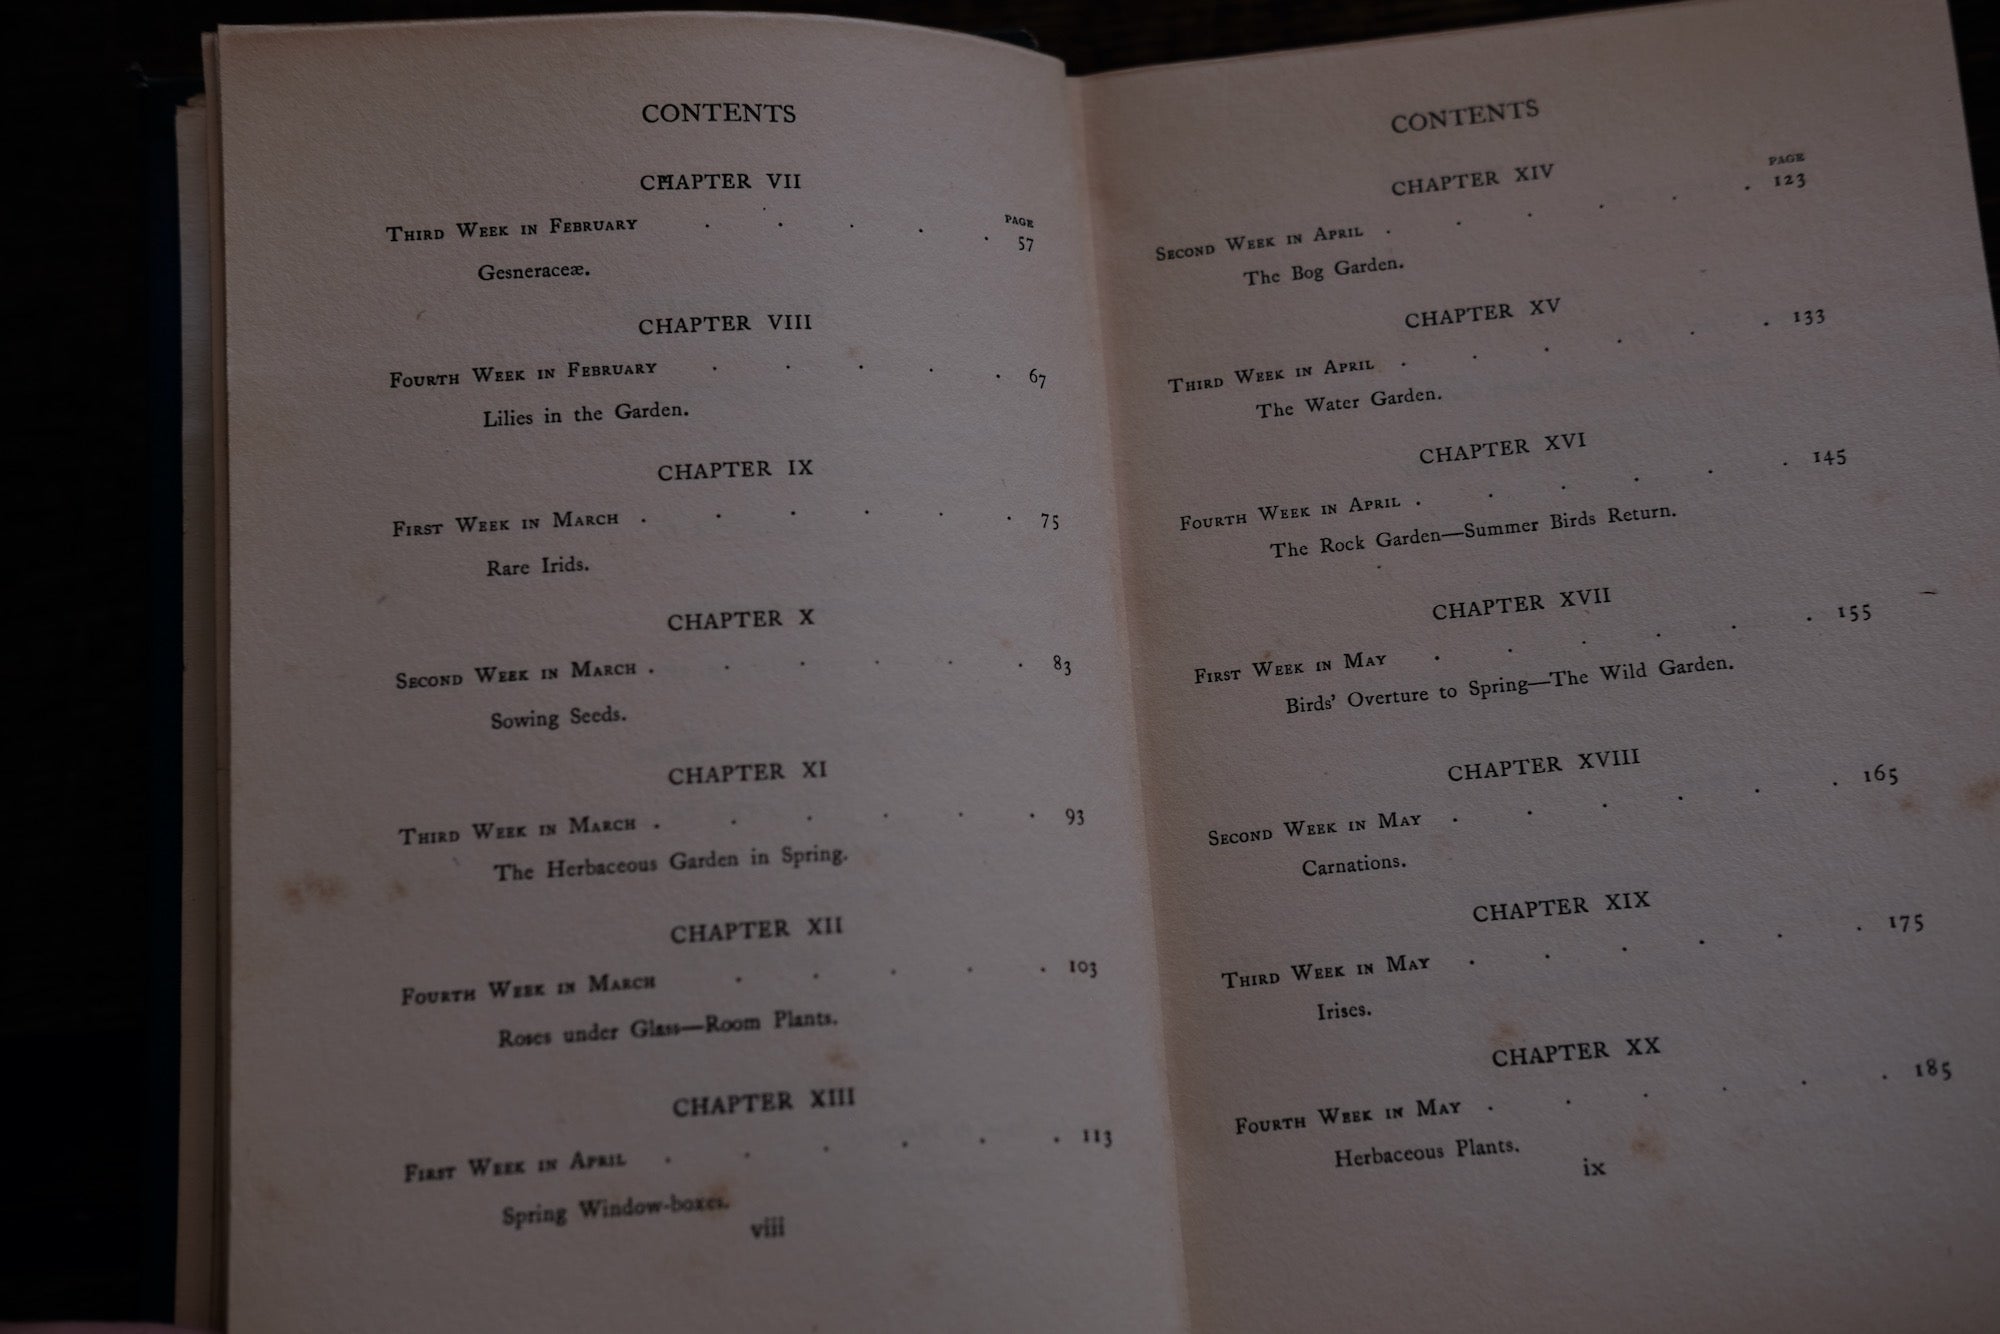 CONTENTS
CHAPTER VII
PAGE
Third Week in February . . . . . 57
Gesneraceæ.
CHAPTER VIII
Fourth Week in February . . . . . 67
Lilies in the Garden.
CHAPTER IX
First Week in March . . . . . . 75
Rare Irids.
CHAPTER X
Second Week in March . . . . . . 83
Sowing Seeds.
CHAPTER XI
Third Week in March . . . . . . 93
The Herbaceous Garden in Spring.
CHAPTER XII
Fourth Week in March . . . . . 103
Roses under Glass—Room Plants.
CHAPTER XIII
First Week in April . . . . . . 113
Spring Window-boxes.
viii
CONTENTS
CHAPTER XIV
PAGE
Second Week in April . . . . . . 123
The Bog Garden.
CHAPTER XV
Third Week in April . . . . . . 133
The Water Garden.
CHAPTER XVI
Fourth Week in April . . . . . . 145
The Rock Garden—Summer Birds Return.
CHAPTER XVII
First Week in May . . . . . . 155
Birds' Overture to Spring—The Wild Garden.
CHAPTER XVIII
Second Week in May . . . . . . 165
Carnations.
CHAPTER XIX
Third Week in May . . . . . . 175
Irises.
CHAPTER XX
Fourth Week in May . . . . . . 185
Herbaceous Plants.
ix